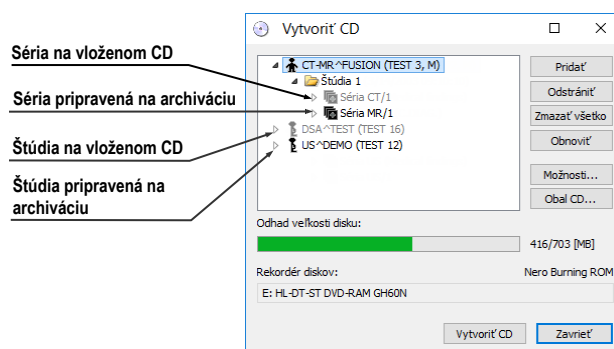 Vytvoriť CD
Séria na vloženom CD
Séria pripravená na archiváciu
Štúdia na vloženom CD
Štúdia pripravená na
archiváciu
CT-MR^FUSION (TEST 3, M)
Štúdia 1
Séria CT/1
Séria MR/1
DSA^TEST (TEST 16)
US^DEMO (TEST 12)
Pridať
Odstrániť
Zmazať všetko
Obnoviť
Možnosti...
Obal CD...
Odhad veľkosti disku:
416/703 [MB]
Rekordér diskov:
Nero Burning ROM
E: HL-DT-ST DVD-RAM GH60N
Vytvoriť CD
Zavrieť